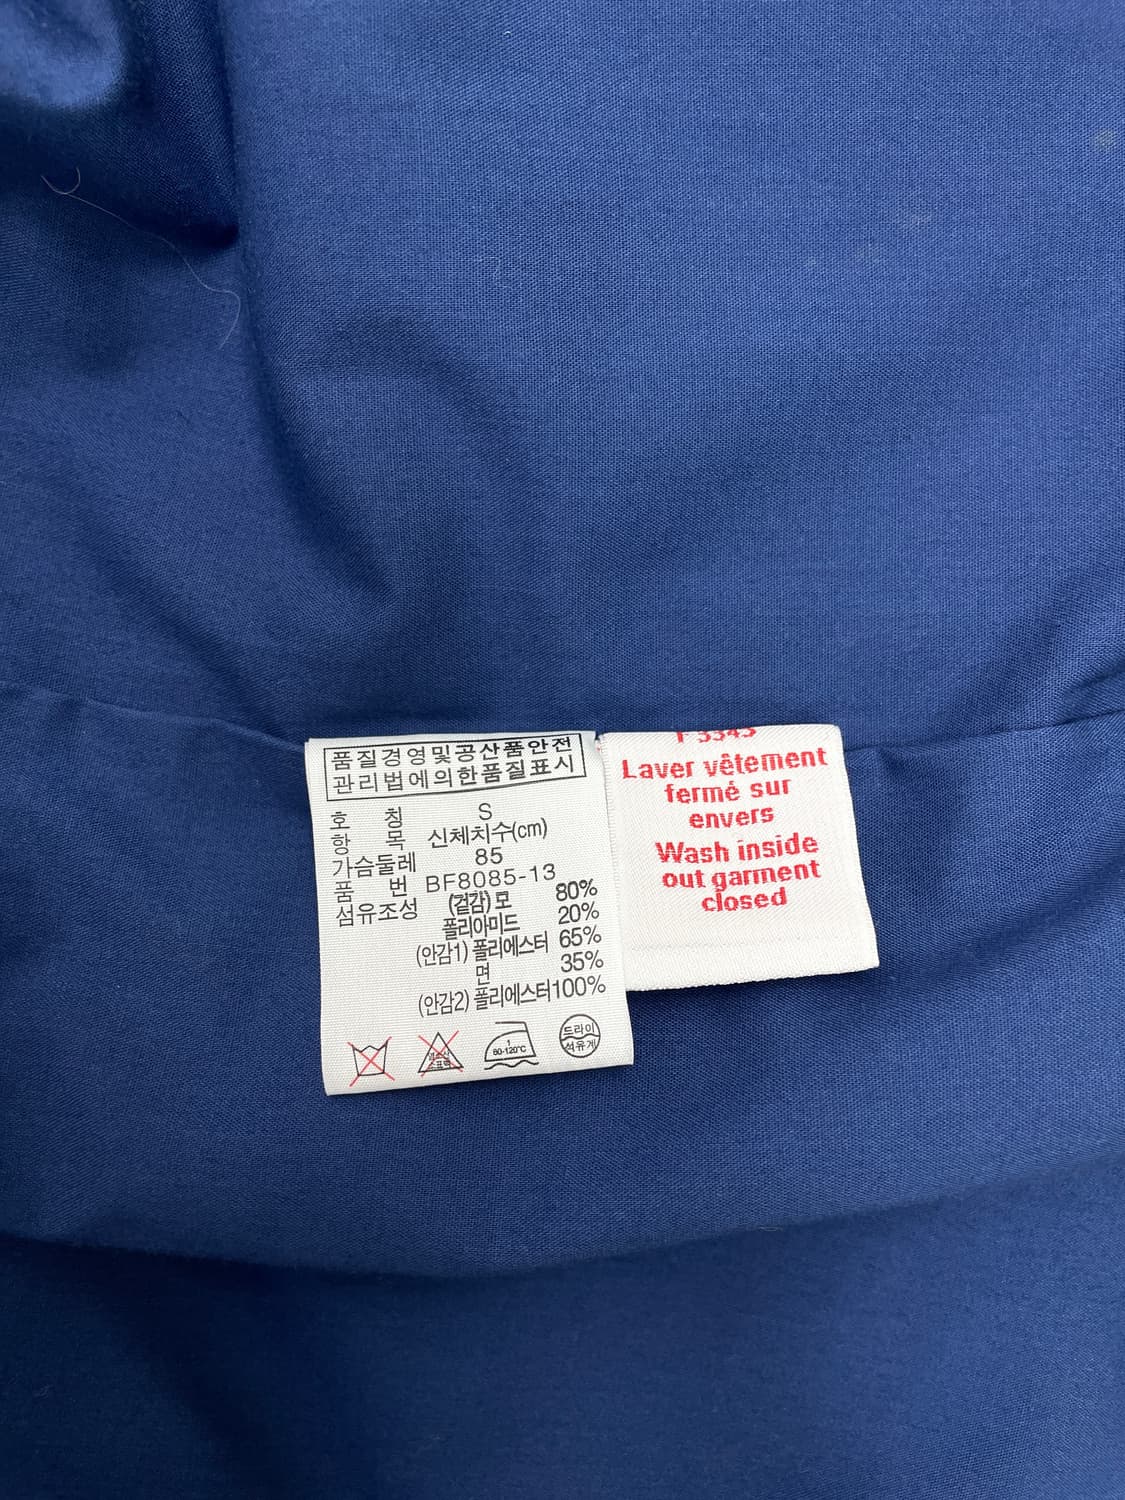 품질경영및공산품안전
관리법에의한품질표시
호 칭 S
항 목 신체치수(cm)
가슴둘레 85
품 번 BF8085-13
섬유조성 (겉감) 모 80%
폴리아미드 20%
(안감1) 폴리에스터 65%
면 35%
(안감2) 폴리에스터 100%
1
80-120℃
드라이
석유계
Laver vêtement
fermé sur
envers
Wash inside
out garment
closed